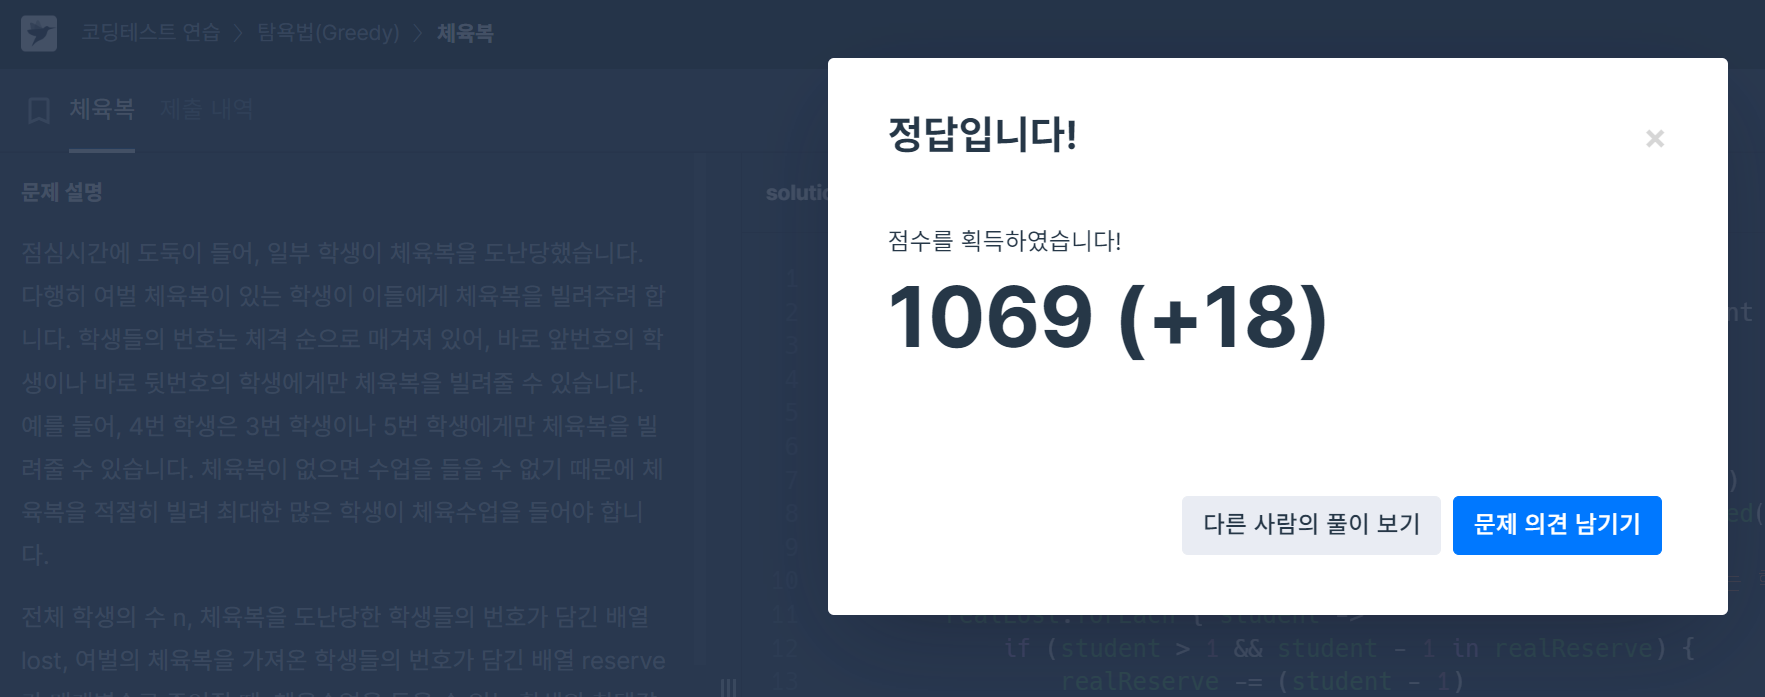 코딩테스트 연습 > 탐욕법(Greedy) > 체육복
체육복 제출 내역
문제 설명
점심시간에 도둑이 들어, 일부 학생이 체육복을 도난당했습니다.
다행히 여벌 체육복이 있는 학생이 이들에게 체육복을 빌려주려 합
니다. 학생들의 번호는 체격 순으로 매겨져 있어, 바로 앞번호의 학
생이나 바로 뒷번호의 학생에게만 체육복을 빌려줄 수 있습니다.
예를 들어, 4번 학생은 3번 학생이나 5번 학생에게만 체육복을 빌
려줄 수 있습니다. 체육복이 없으면 수업을 들을 수 없기 때문에 체
육복을 적절히 빌려 최대한 많은 학생이 체육수업을 들어야 합니
다.
전체 학생의 수 n, 체육복을 도난당한 학생들의 번호가 담긴 배열
lost, 여벌의 체육복을 가져온 학생들의 번호가 담긴 배열 reserve
정답입니다!
×
점수를 획득하였습니다!
1069 (+18)
다른 사람의 풀이 보기
문제 의견 남기기
1
2
3
4
5
6
7
8
9
10
11
12 if (student > 1 && student - 1 in realReserve) {
13 realReserve -= (student - 1)